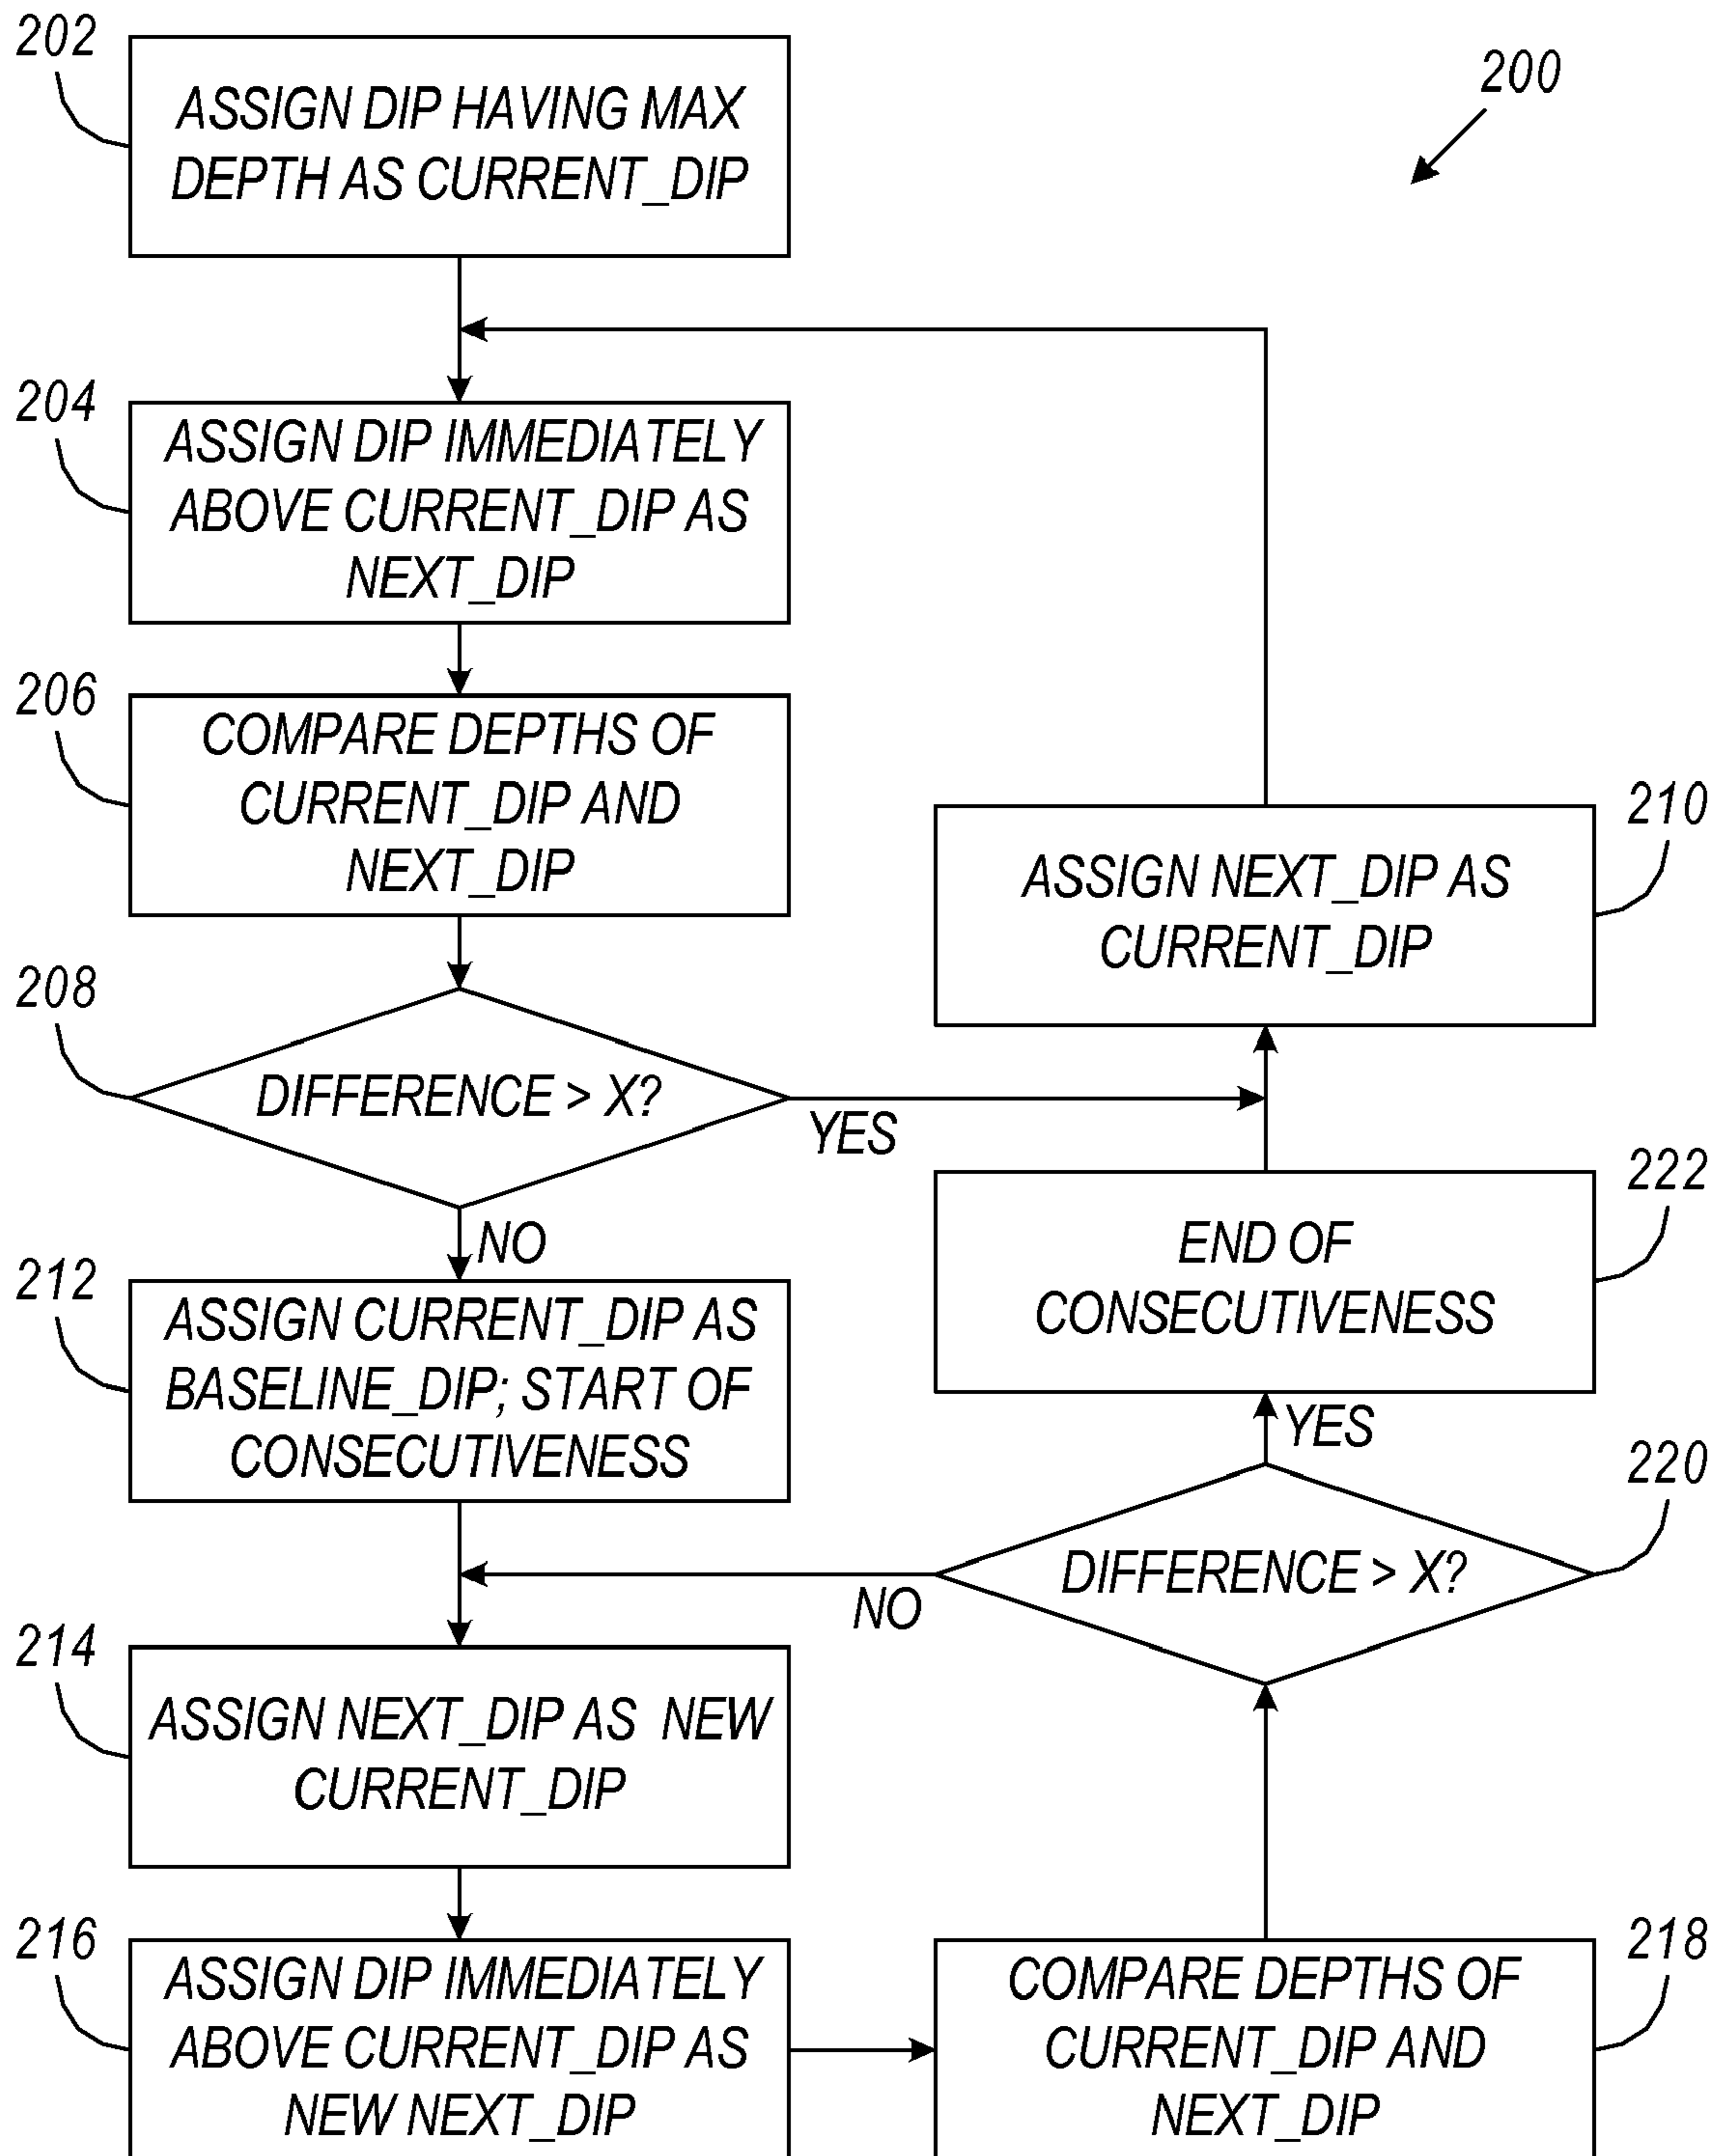 200
202
ASSIGN DIP HAVING MAX
DEPTH AS CURRENT_DIP
204
ASSIGN DIP IMMEDIATELY
ABOVE CURRENT_DIP AS
NEXT_DIP
206
COMPARE DEPTHS OF
CURRENT_DIP AND
NEXT_DIP
208
DIFFERENCE > X?
YES
NO
210
ASSIGN NEXT_DIP AS
CURRENT_DIP
212
ASSIGN CURRENT_DIP AS
BASELINE_DIP; START OF
CONSECUTIVENESS
214
ASSIGN NEXT_DIP AS NEW
CURRENT_DIP
216
ASSIGN DIP IMMEDIATELY
ABOVE CURRENT_DIP AS
NEW NEXT_DIP
218
COMPARE DEPTHS OF
CURRENT_DIP AND
NEXT_DIP
220
DIFFERENCE > X?
NO
YES
222
END OF
CONSECUTIVENESS